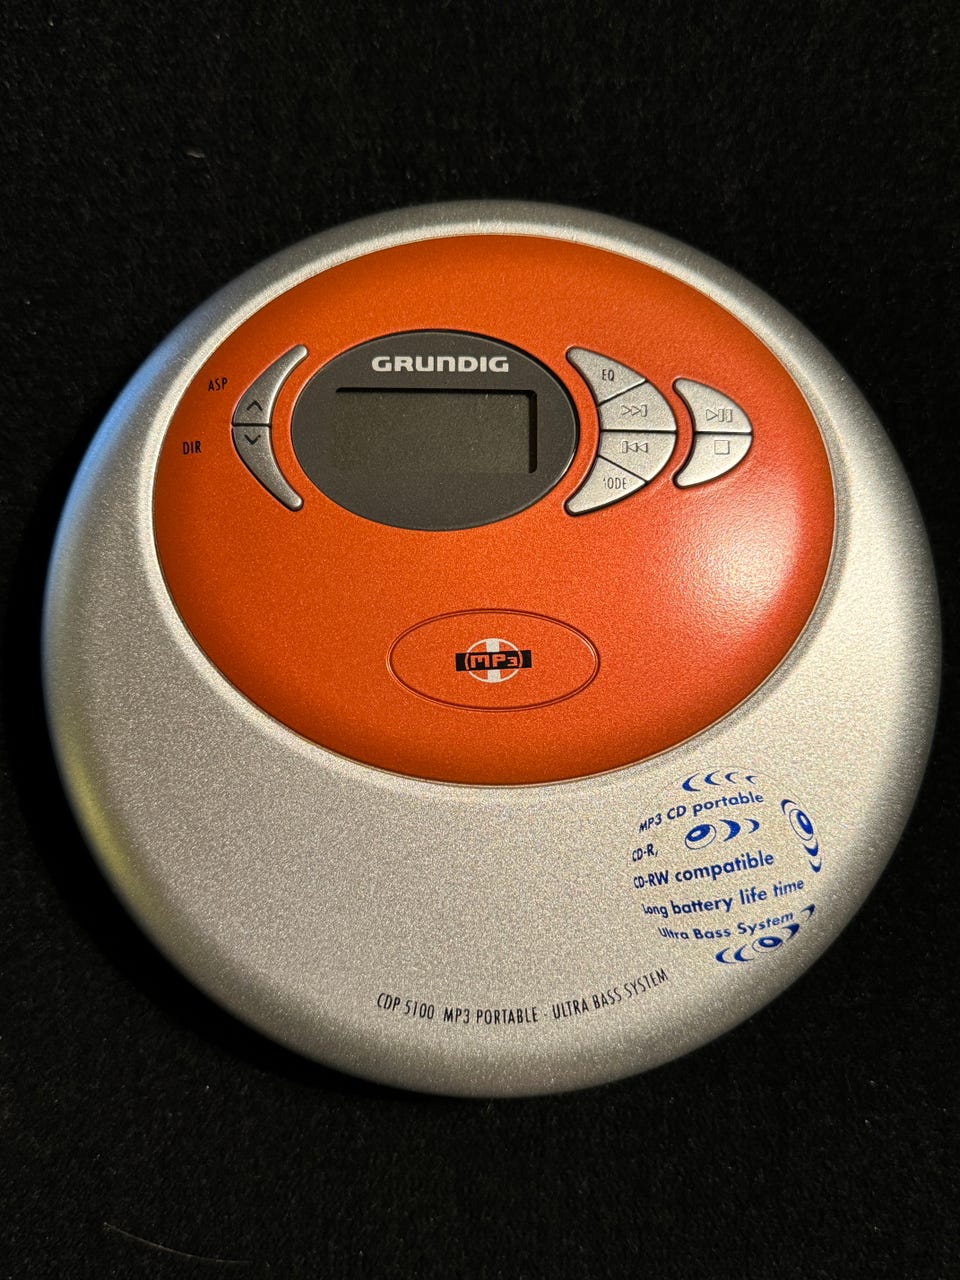 GRUNDIG
ASP
DIR
EQ
MODE
MP3
MP3 CD portable
CD-R,
CD-RW compatible
long battery life time
Ultra Bass System
CDP 5100 MP3 PORTABLE · ULTRA BASS SYSTEM